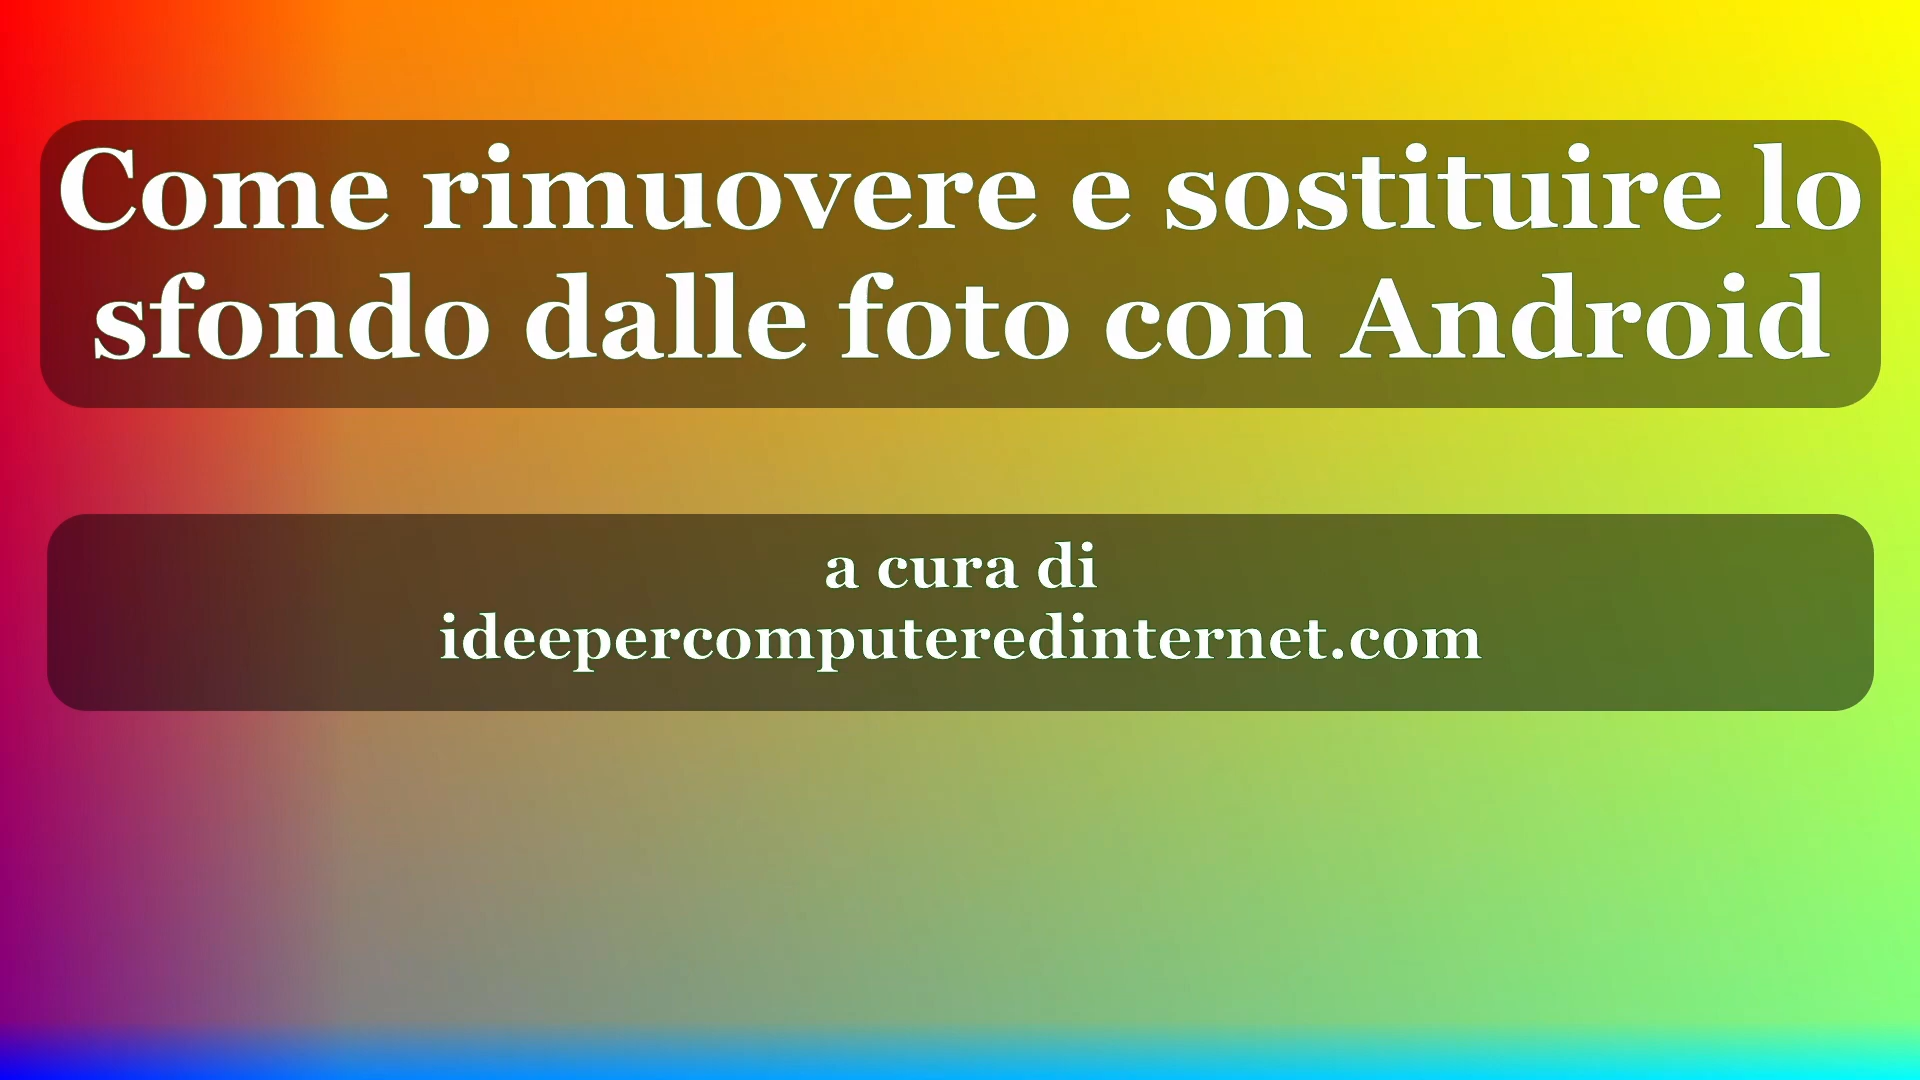 Come rimuovere e sostituire lo
sfondo dalle foto con Android
a cura di
ideepercomputeredinternet.com